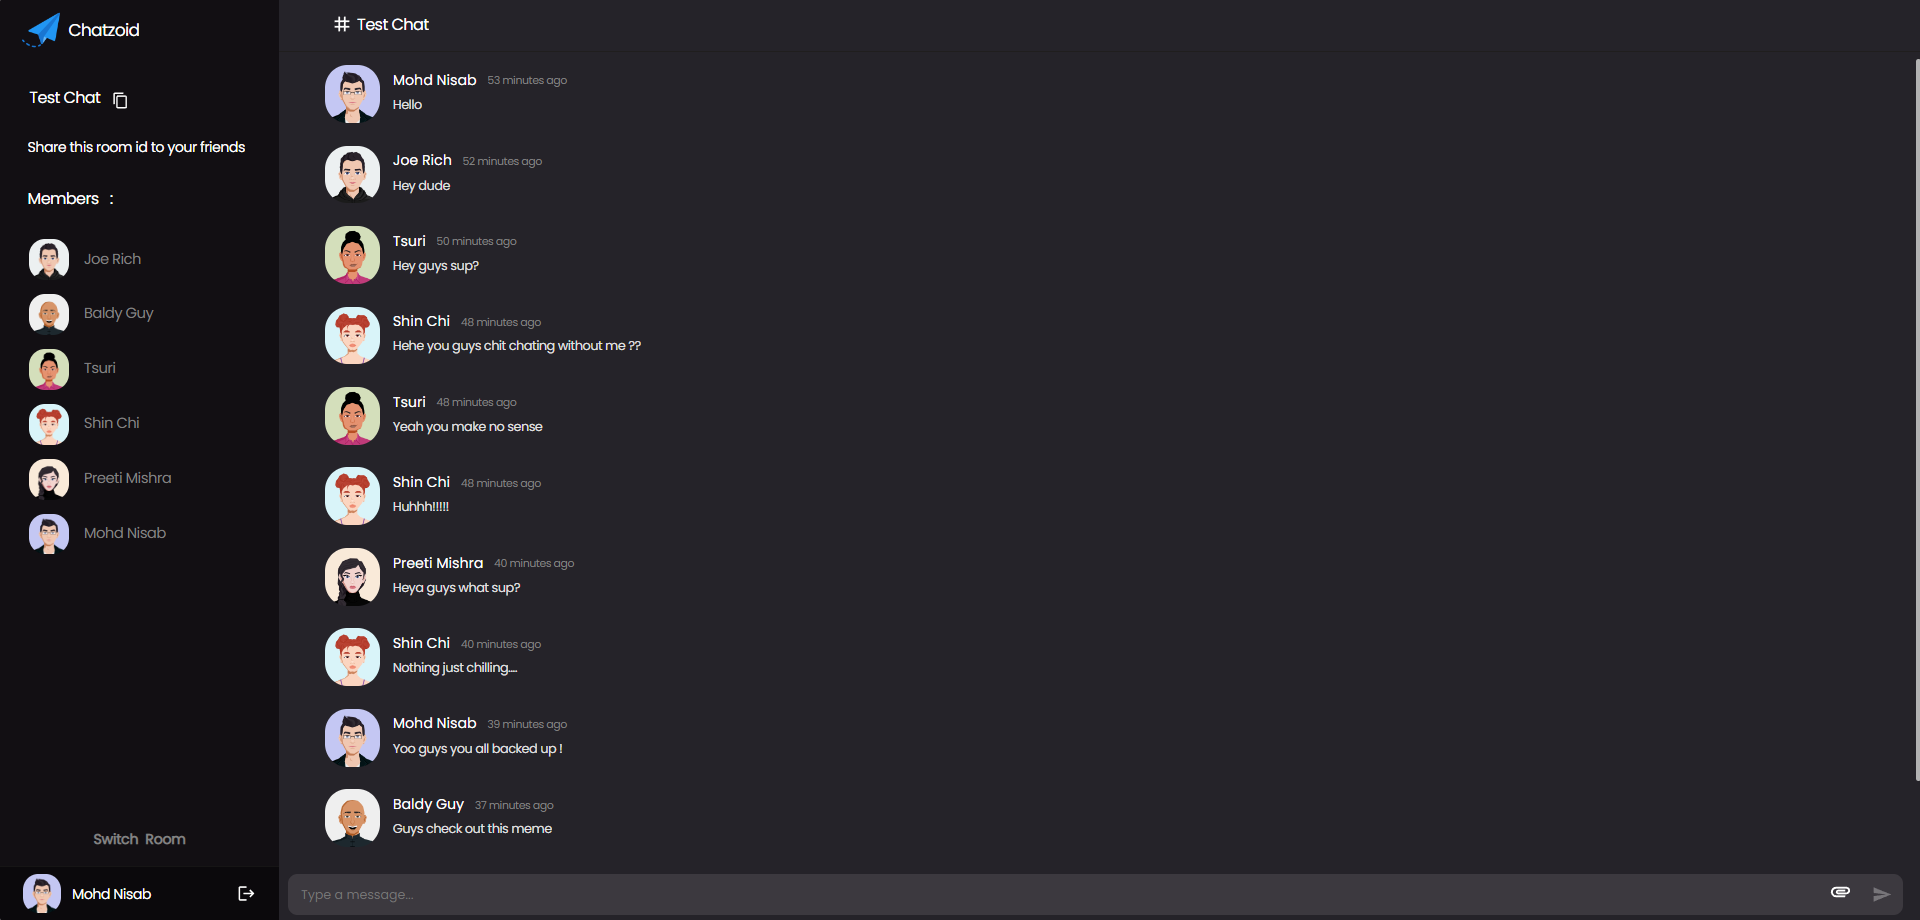 Chatzoid
Test Chat
Share this room id to your friends
Members :
Joe Rich
Baldy Guy
Tsuri
Shin Chi
Preeti Mishra
Mohd Nisab
Switch Room
Mohd Nisab
# Test Chat
Mohd Nisab 53 minutes ago
Hello
Joe Rich 52 minutes ago
Hey dude
Tsuri 50 minutes ago
Hey guys sup?
Shin Chi 48 minutes ago
Hehe you guys chit chating without me ??
Tsuri 48 minutes ago
Yeah you make no sense
Shin Chi 48 minutes ago
Huhhh!!!!!
Preeti Mishra 40 minutes ago
Heya guys what sup?
Shin Chi 40 minutes ago
Nothing just chilling....
Mohd Nisab 39 minutes ago
Yoo guys you all backed up !
Baldy Guy 37 minutes ago
Guys check out this meme
Type a message...